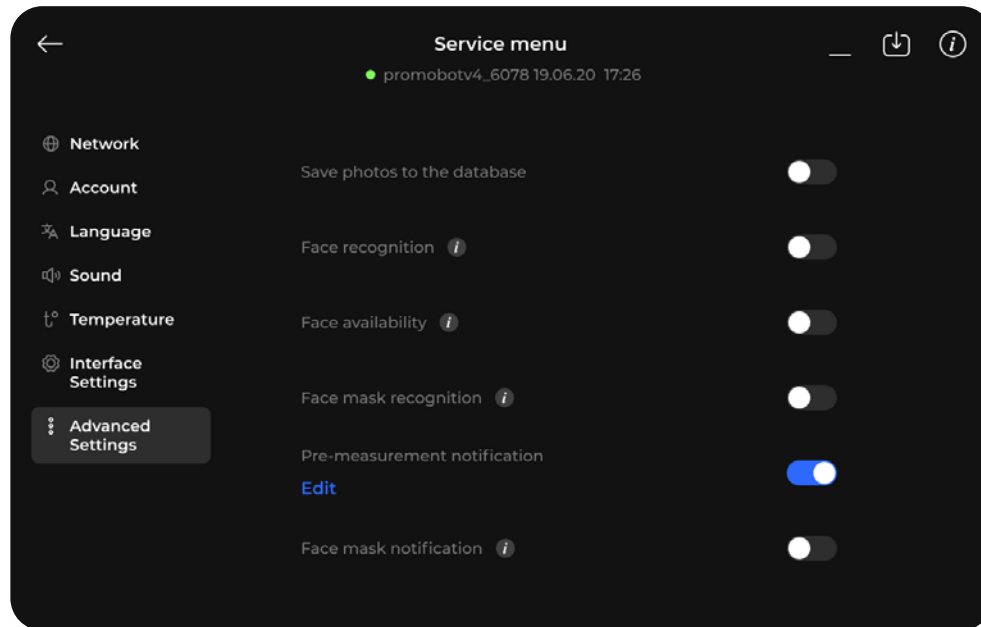 Service menu
promobotv4_6078 19.06.20 17:26
Network
Account
Language
Sound
t° Temperature
Interface
Settings
Advanced
Settings
Save photos to the database
Face recognition i
Face availability i
Face mask recognition i
Pre-measurement notification
Edit
Face mask notification i